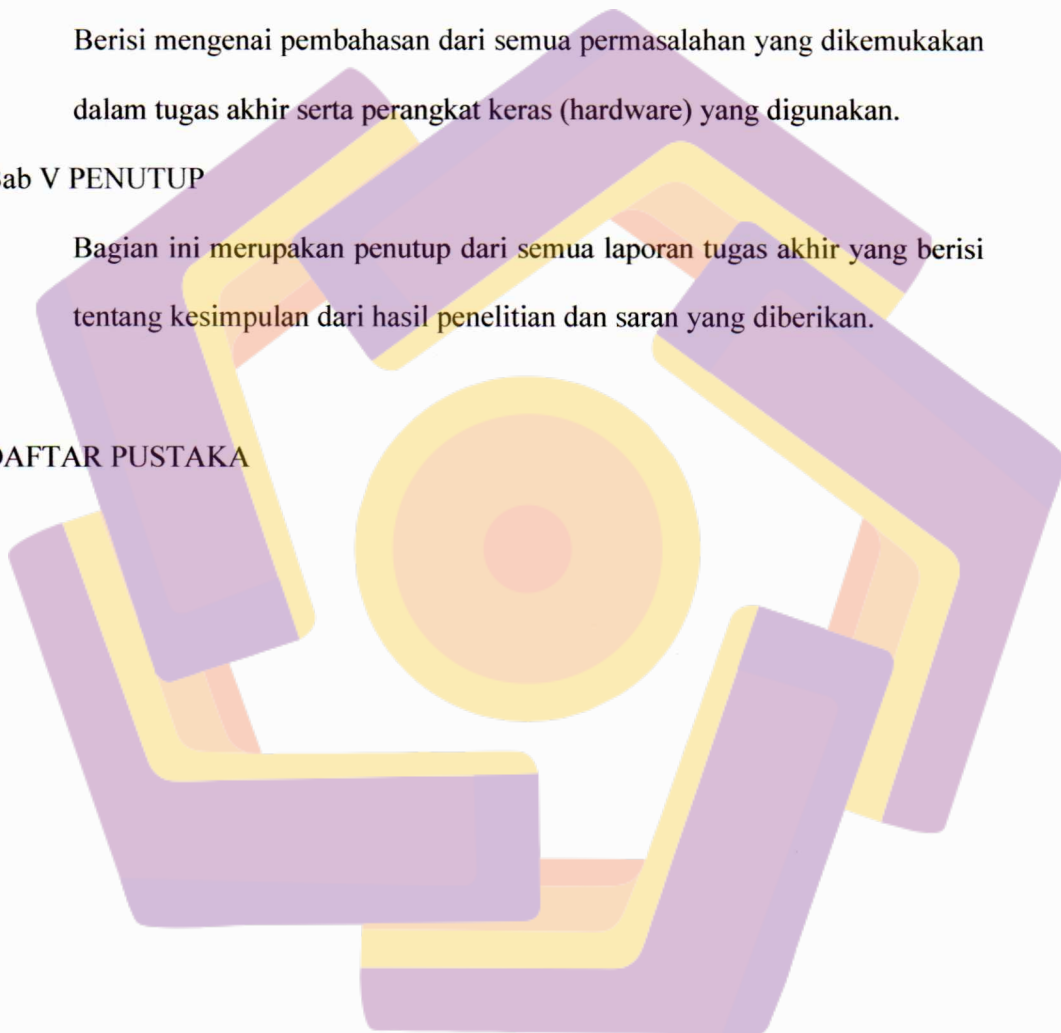 Berisi mengenai pembahasan dari semua permasalahan yang dikemukakan
dalam tugas akhir serta perangkat keras (hardware) yang digunakan.
ab V PENUTUP
Bagian ini merupakan penutup dari semua laporan tugas akhir yang berisi
tentang kesimpulan dari hasil penelitian dan saran yang diberikan.
DAFTAR PUSTAKA